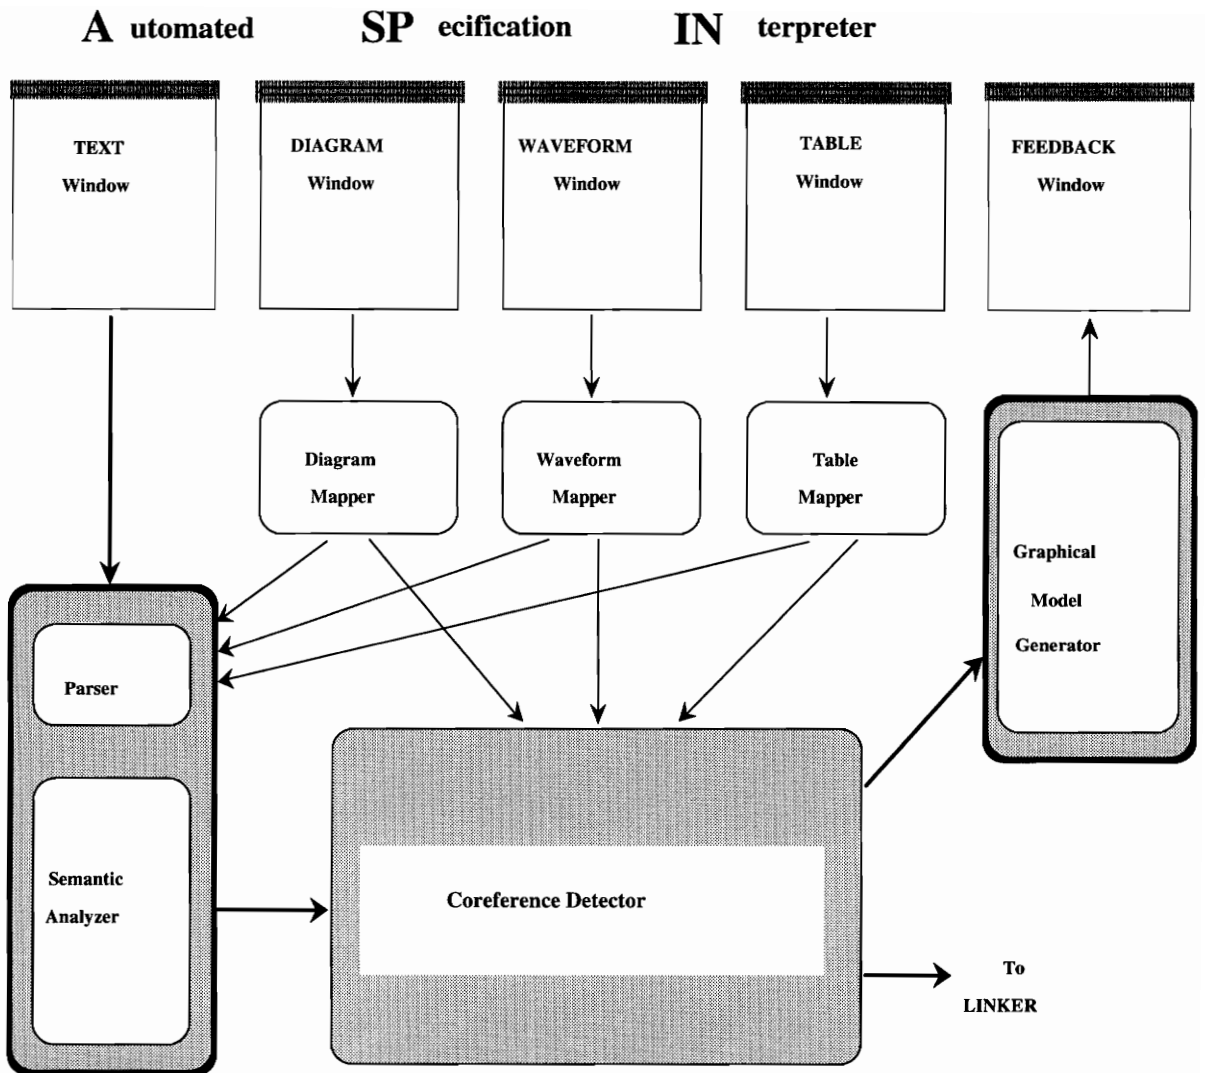 A utomated SP ecification IN terpreter
TEXT
Window
DIAGRAM
Window
WAVEFORM
Window
TABLE
Window
FEEDBACK
Window
Diagram
Mapper
Waveform
Mapper
Table
Mapper
Graphical
Model
Generator
Parser
Semantic
Analyzer
Coreference Detector
To
LINKER